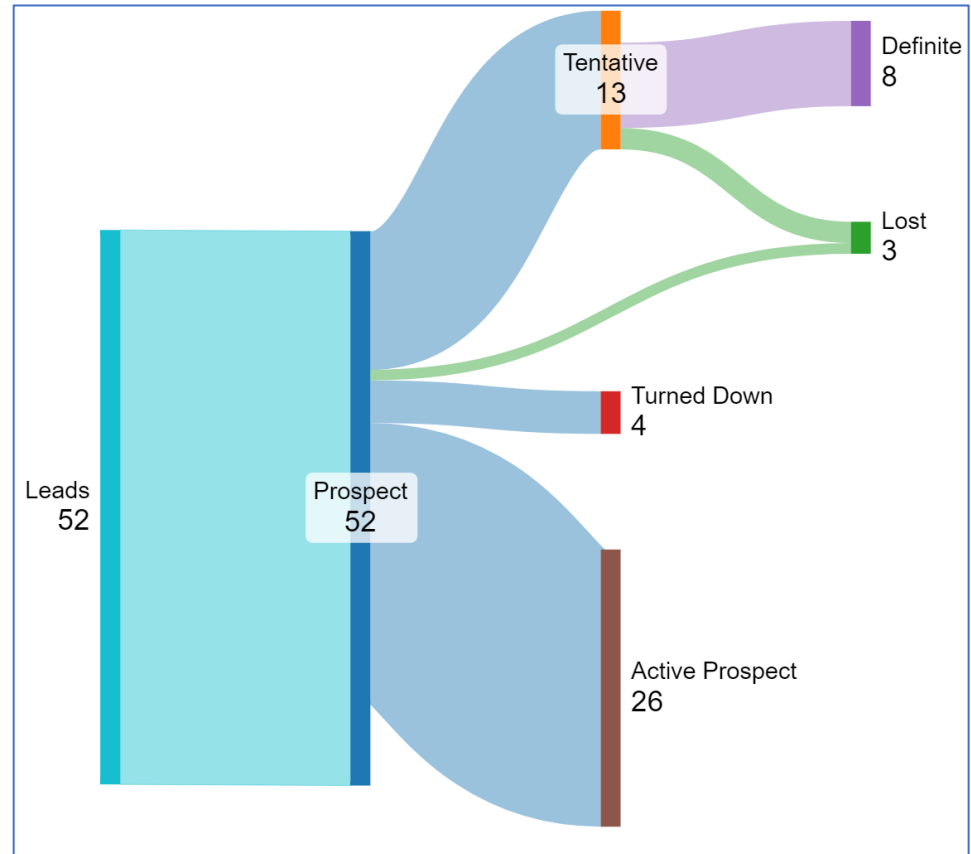 Tentative
13
Definite
8
Lost
3
Turned Down
4
Leads
52
Prospect
52
Active Prospect
26